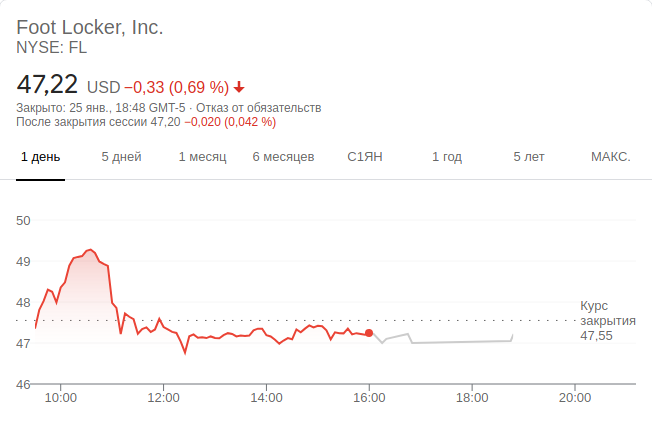 Foot Locker, Inc.
NYSE: FL
47,22 USD −0,33 (0,69 %)
Закрыто: 25 янв., 18:48 GMT-5 · Отказ от обязательств
После закрытия сессии 47,20 −0,020 (0,042 %)
1 день 5 дней 1 месяц 6 месяцев С1ЯН 1 год 5 лет МАКС.
50
49
48
47
46
Курс
закрытия
47,55
10:00 12:00 14:00 16:00 18:00 20:00